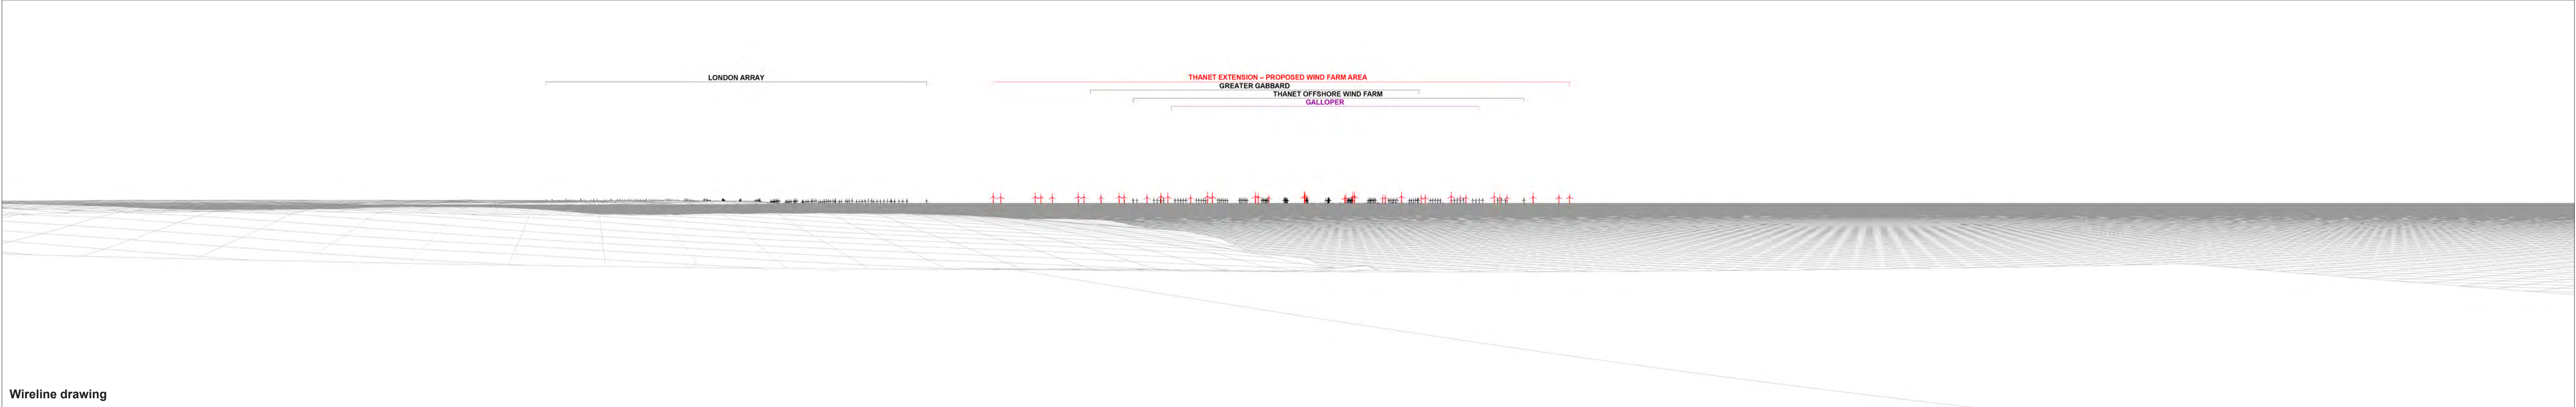 LONDON ARRAY
THANET EXTENSION – PROPOSED WIND FARM AREA
GREATER GABBARD
THANET OFFSHORE WIND FARM
GALLOPER
Wireline drawing